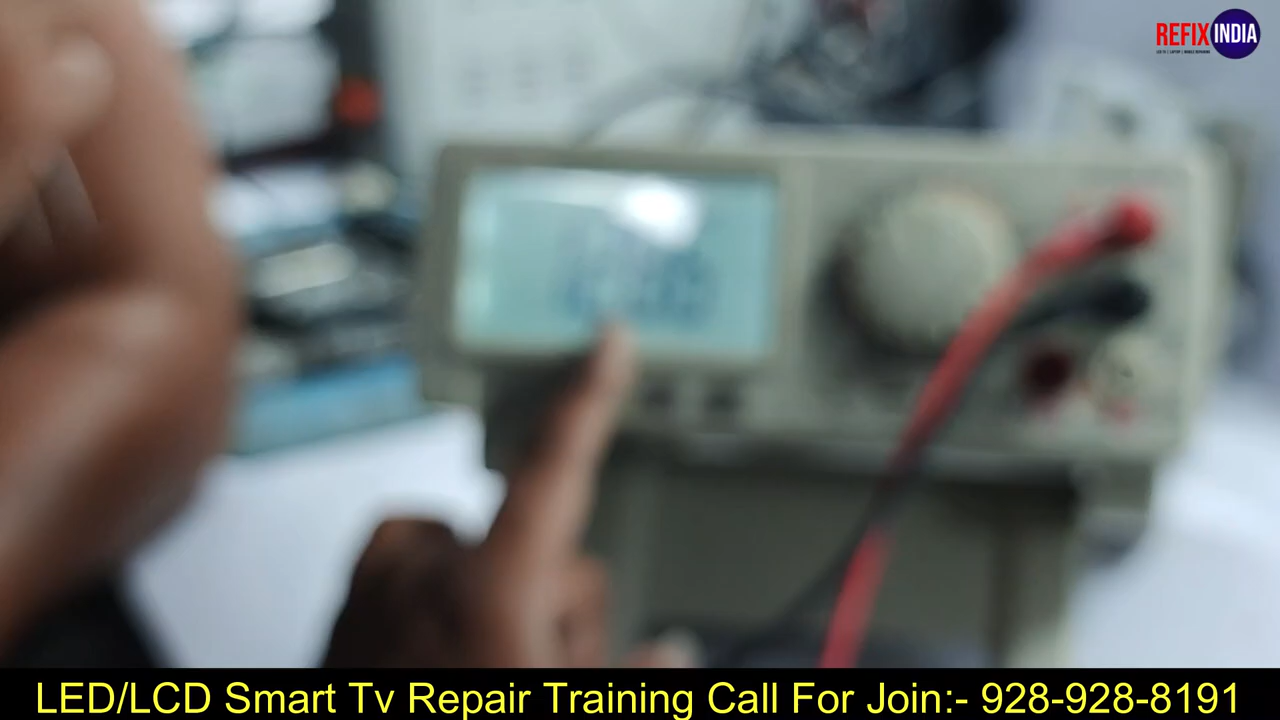 REFIX INDIA
LED/LCD Smart Tv Repair Training Call For Join:- 928-928-8191